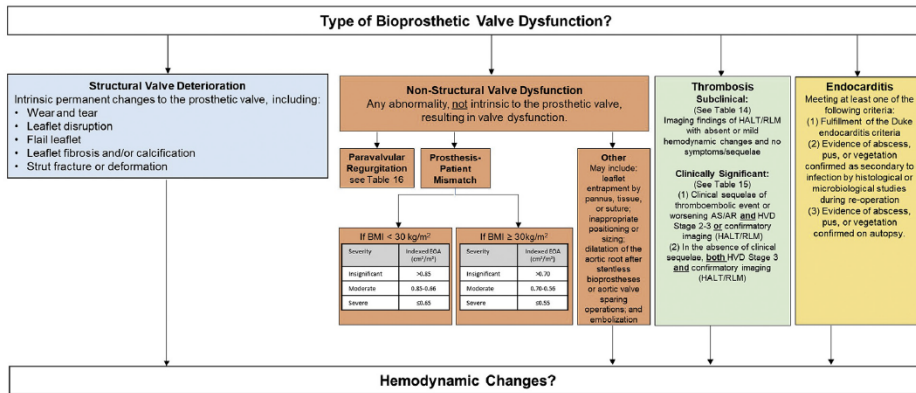 Type of Bioprosthetic Valve Dysfunction?
Structural Valve Deterioration
Intrinsic permanent changes to the prosthetic valve, including:
• Wear and tear
• Leaflet disruption
• Flail leaflet
• Leaflet fibrosis and/or calcification
• Strut fracture or deformation
Non-Structural Valve Dysfunction
Any abnormality, not intrinsic to the prosthetic valve,
resulting in valve dysfunction.
Paravalvular
Regurgitation
see Table 16
Prosthesis-
Patient
Mismatch
If BMI < 30 kg/m²
Severity Indexed EOA
(cm²/m²)
Insignificant >0.85
Moderate 0.85-0.66
Severe ≤0.65
If BMI ≥ 30kg/m²
Severity Indexed EOA
(cm²/m²)
Insignificant >0.70
Moderate 0.70-0.56
Severe ≤0.55
Other
May include:
leaflet
entrapment by
pannus, tissue,
or suture;
inappropriate
positioning or
sizing;
dilatation of the
aortic root after
stentless
bioprostheses
or aortic valve
sparing
operations; and
embolization
Thrombosis
Subclinical:
(See Table 14)
Imaging findings of HALT/RLM
with absent or mild
hemodynamic changes and no
symptoms/sequelae
Clinically Significant:
(See Table 15)
(1) Clinical sequelae of
thromboembolic event or
worsening AS/AR and HVD
Stage 2-3 or confirmatory
imaging (HALT/RLM)
(2) In the absence of clinical
sequelae, both HVD Stage 3
and confirmatory imaging
(HALT/RLM)
Endocarditis
Meeting at least one of the
following criteria:
(1) Fulfillment of the Duke
endocarditis criteria
(2) Evidence of abscess,
pus, or vegetation
confirmed as secondary to
infection by histological or
microbiological studies
during re-operation
(3) Evidence of abscess,
pus, or vegetation
confirmed on autopsy.
Hemodynamic Changes?